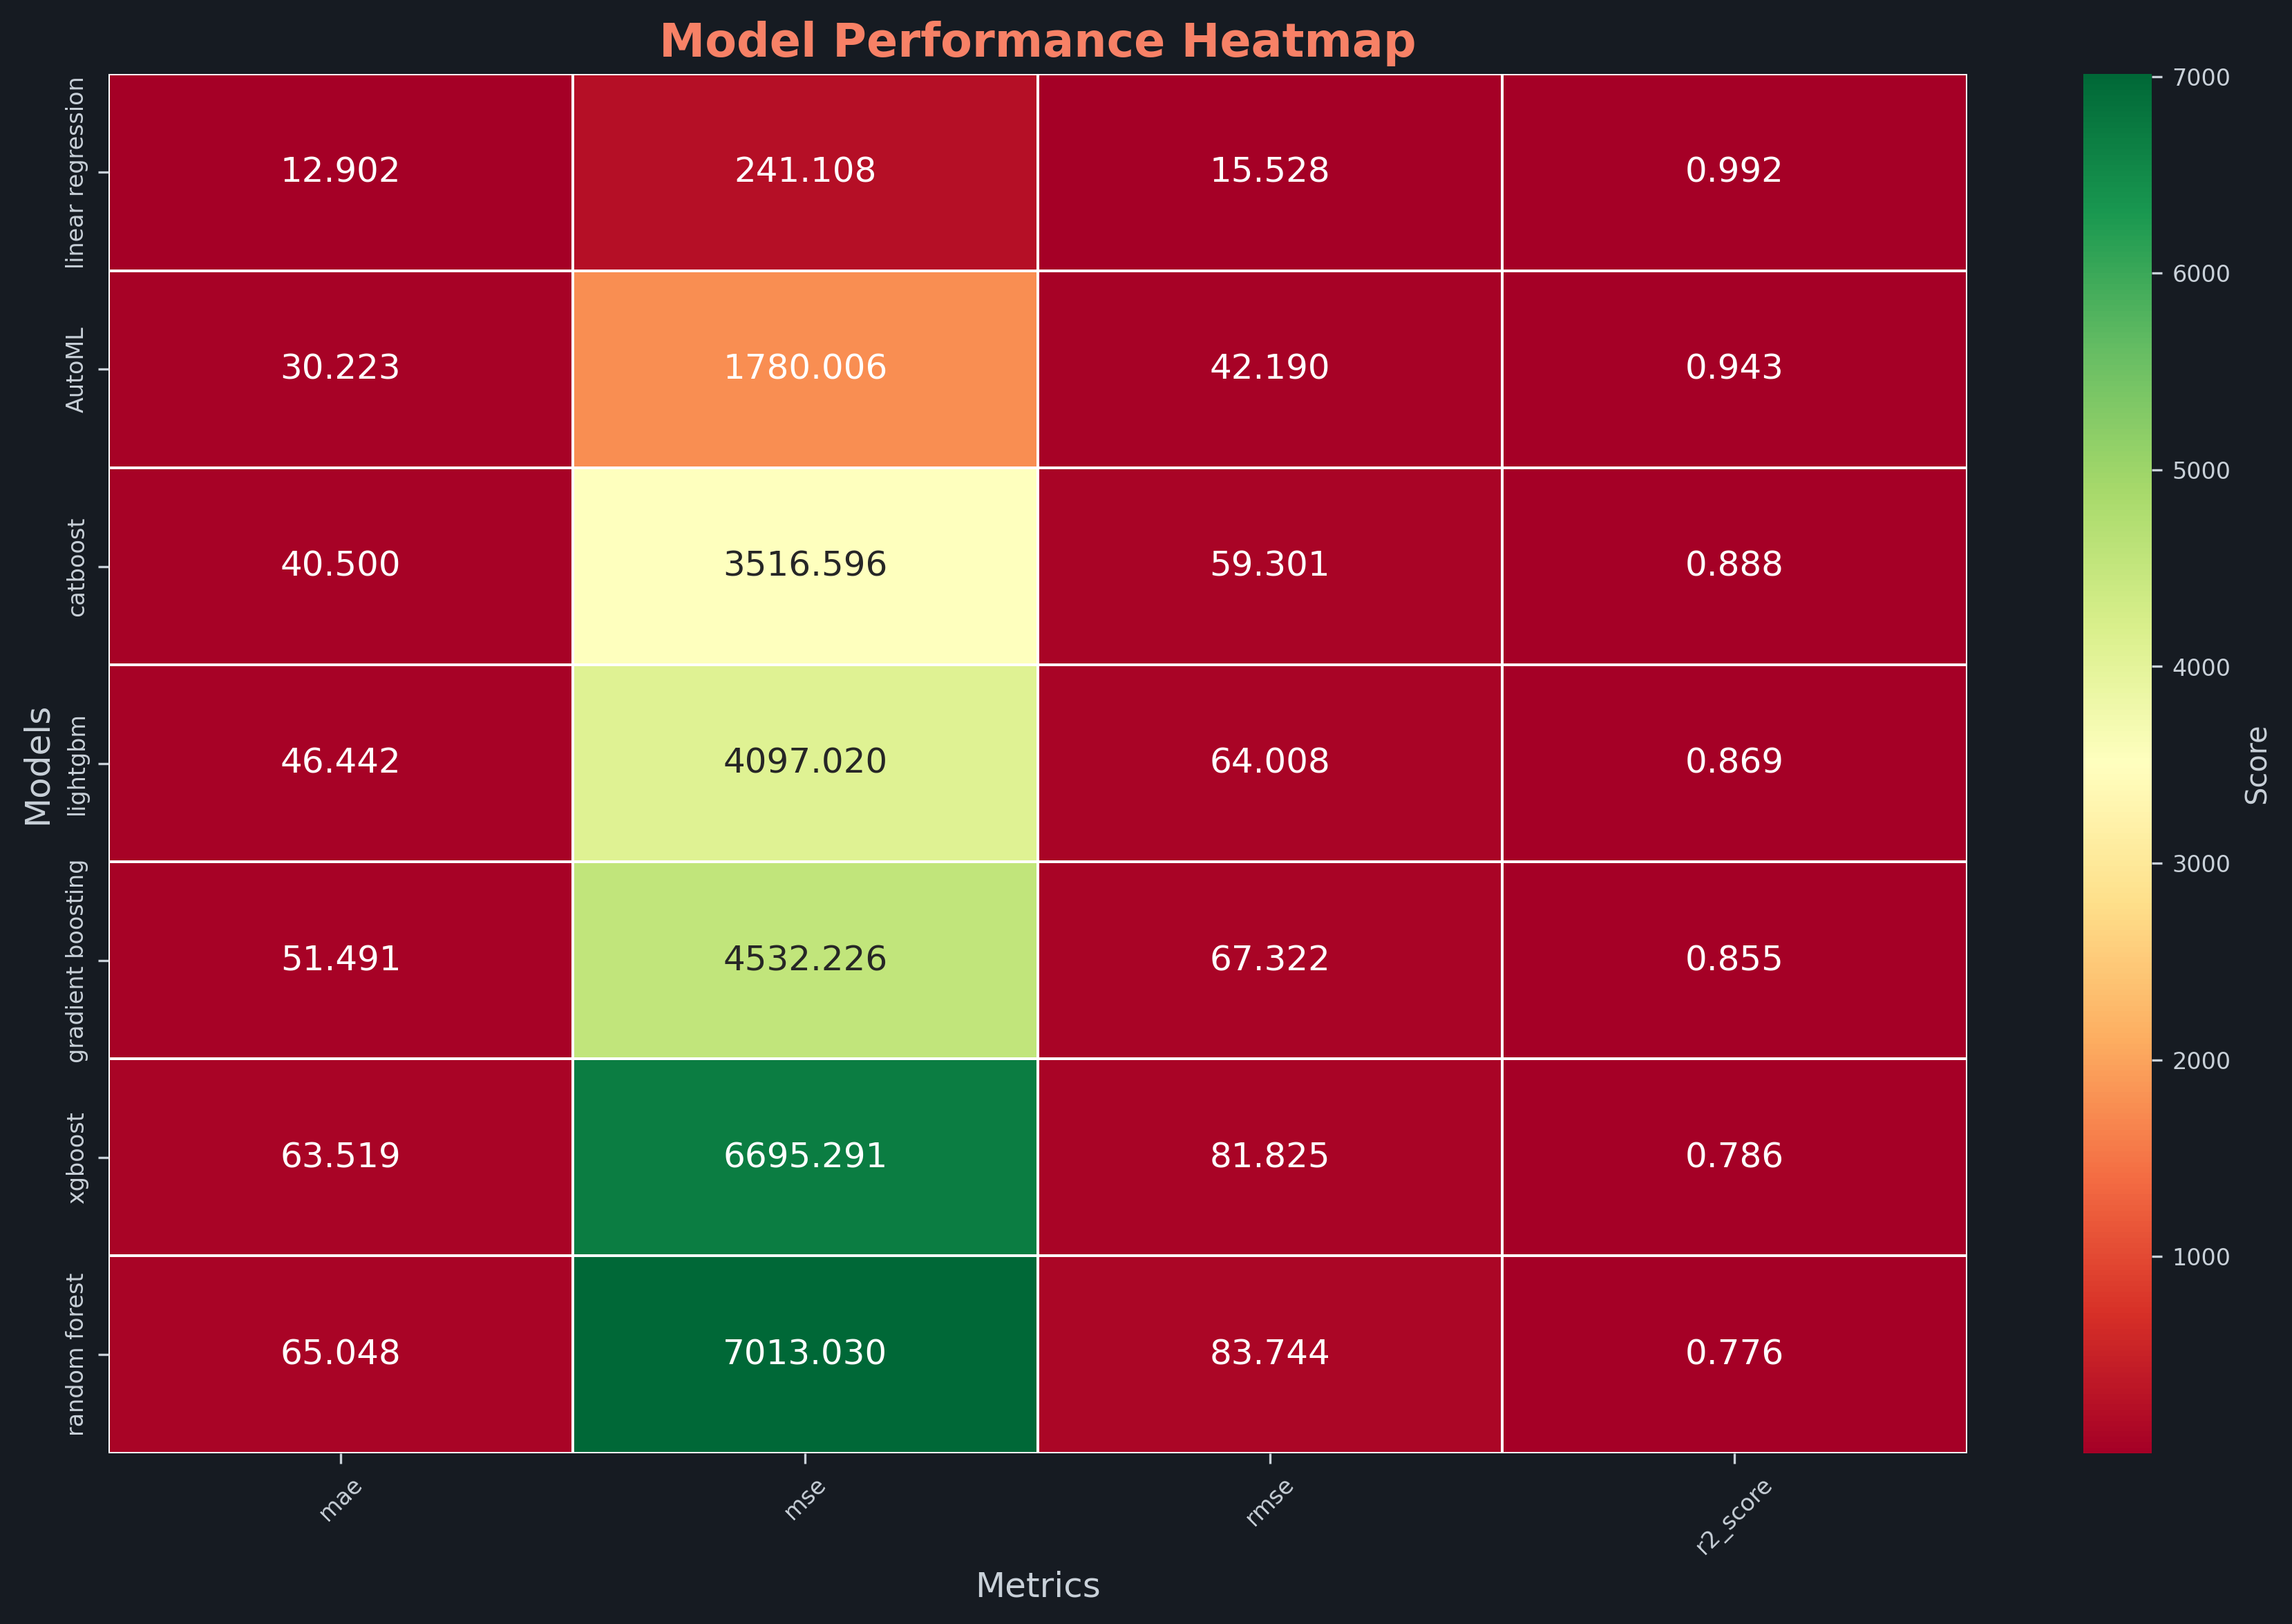 Model Performance Heatmap
Models
linear regression
12.902 241.108 15.528 0.992
AutoML
30.223 1780.006 42.190 0.943
catboost
40.500 3516.596 59.301 0.888
lightgbm
46.442 4097.020 64.008 0.869
gradient boosting
51.491 4532.226 67.322 0.855
xgboost
63.519 6695.291 81.825 0.786
random forest
65.048 7013.030 83.744 0.776
mae mse rmse r2_score
Metrics
7000
6000
5000
4000
3000
2000
1000
Score